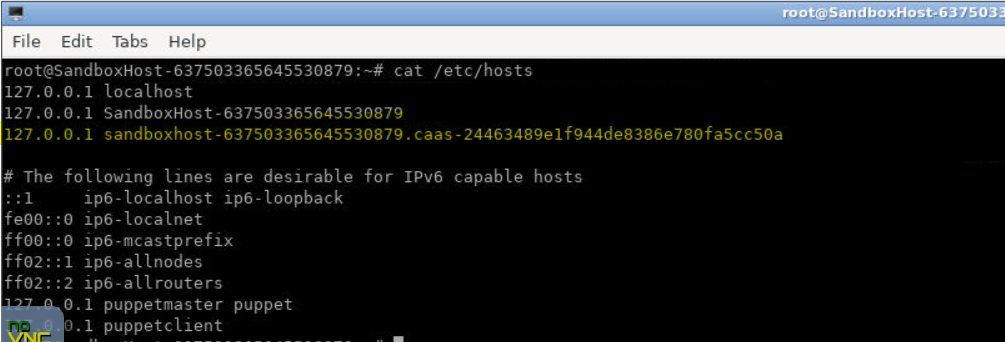 root@SandboxHost-6375033
File Edit Tabs Help
root@SandboxHost-637503365645530879:~# cat /etc/hosts
127.0.0.1 localhost
127.0.0.1 SandboxHost-637503365645530879
127.0.0.1 sandboxhost-637503365645530879.caas-24463489e1f944de8386e780fa5cc50a
# The following lines are desirable for IPv6 capable hosts
::1 ip6-localhost ip6-loopback
fe00::0 ip6-localnet
ff00::0 ip6-mcastprefix
ff02::1 ip6-allnodes
ff02::2 ip6-allrouters
127.0.0.1 puppetmaster puppet
.0.1 puppetclient
no
VNC